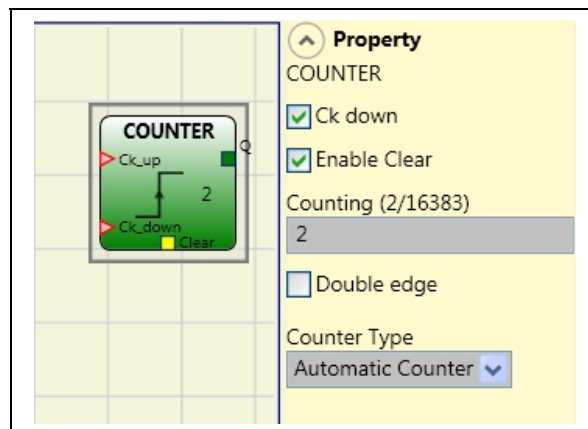 COUNTER
Ck_up
Q
2
Ck_down
Clear
Property
COUNTER
Ck down
Enable Clear
Counting (2/16383)
2
Double edge
Counter Type
Automatic Counter